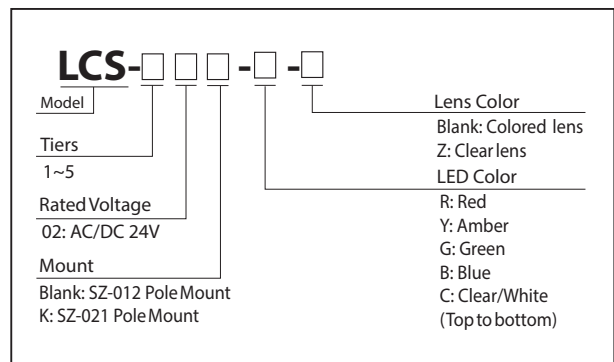 LCS-□□□-□-□
Model
Tiers
1~5
Rated Voltage
02: AC/DC 24V
Mount
Blank: SZ-012 Pole Mount
K: SZ-021 Pole Mount
Lens Color
Blank: Colored lens
Z: Clear lens
LED Color
R: Red
Y: Amber
G: Green
B: Blue
C: Clear/White
(Top to bottom)